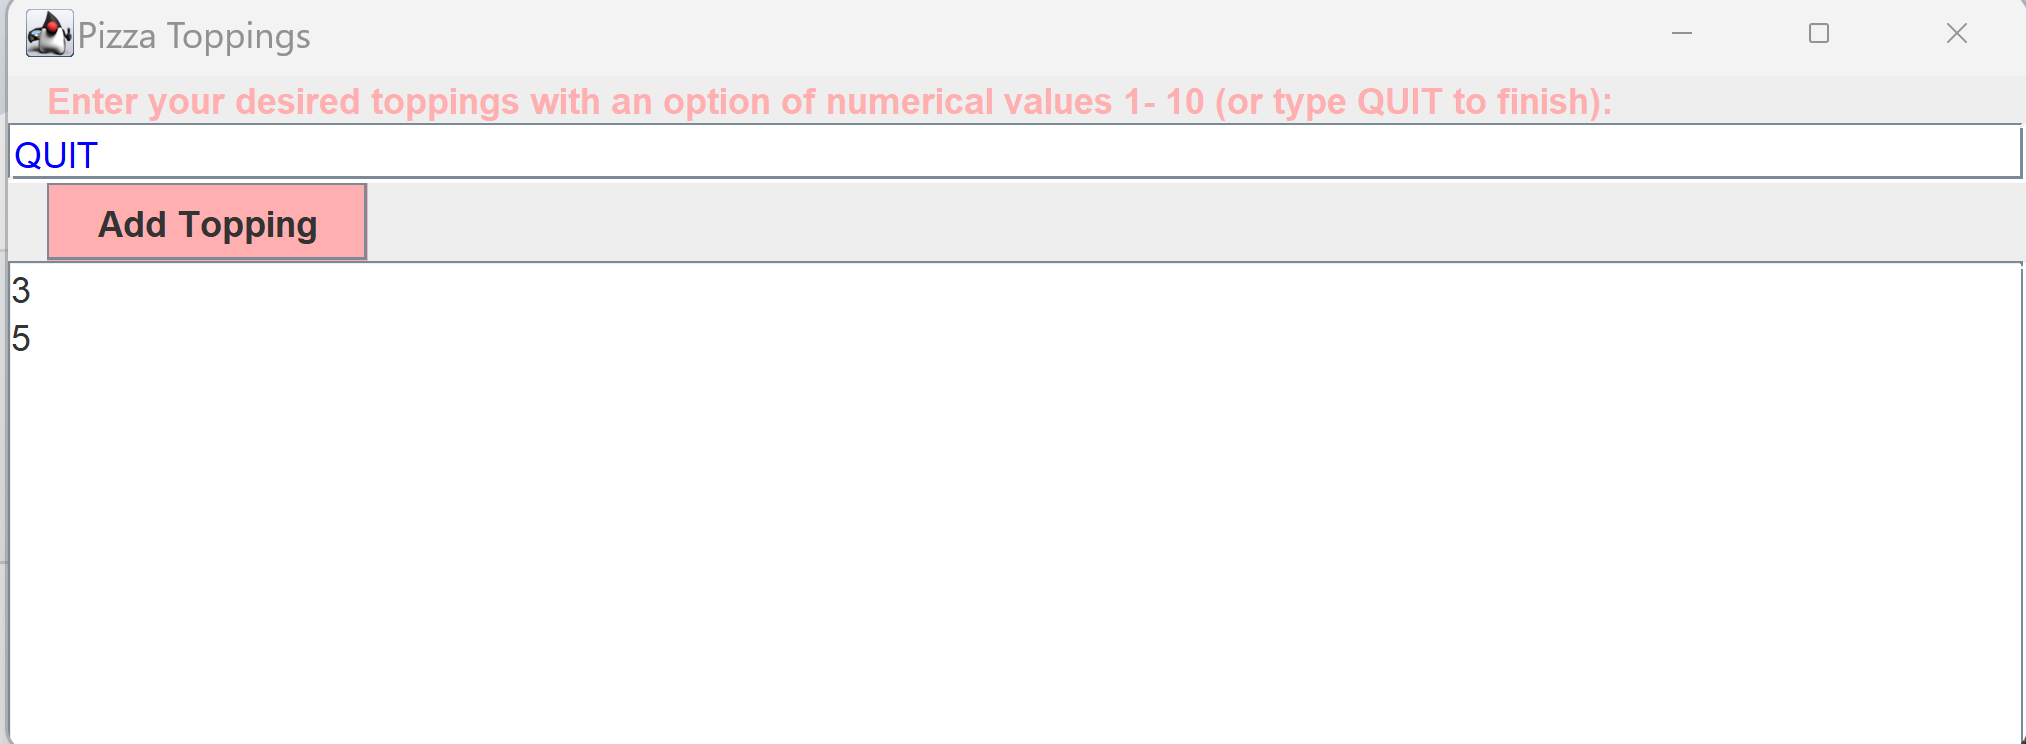 Pizza Toppings
Enter your desired toppings with an option of numerical values 1- 10 (or type QUIT to finish):
QUIT
Add Topping
3
5